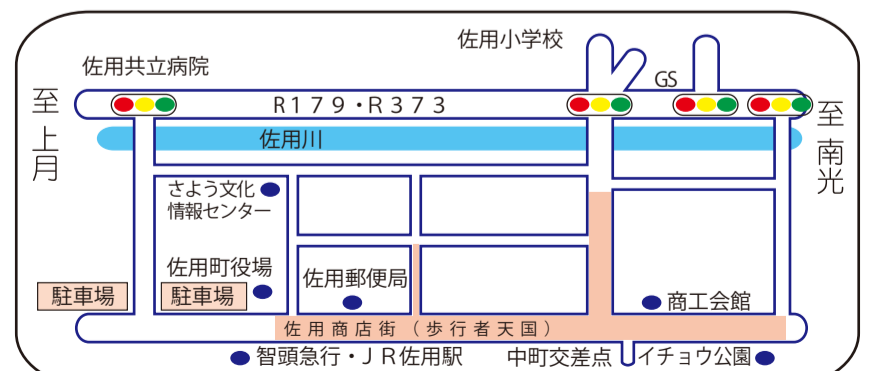 佐用小学校
佐用共立病院
GS
至上月
R179・R373
至南光
佐用川
さよう文化
情報センター
佐用町役場
佐用郵便局
駐車場
駐車場
商工会館
佐用商店街(歩行者天国)
智頭急行・JR佐用駅
中町交差点
イチョウ公園